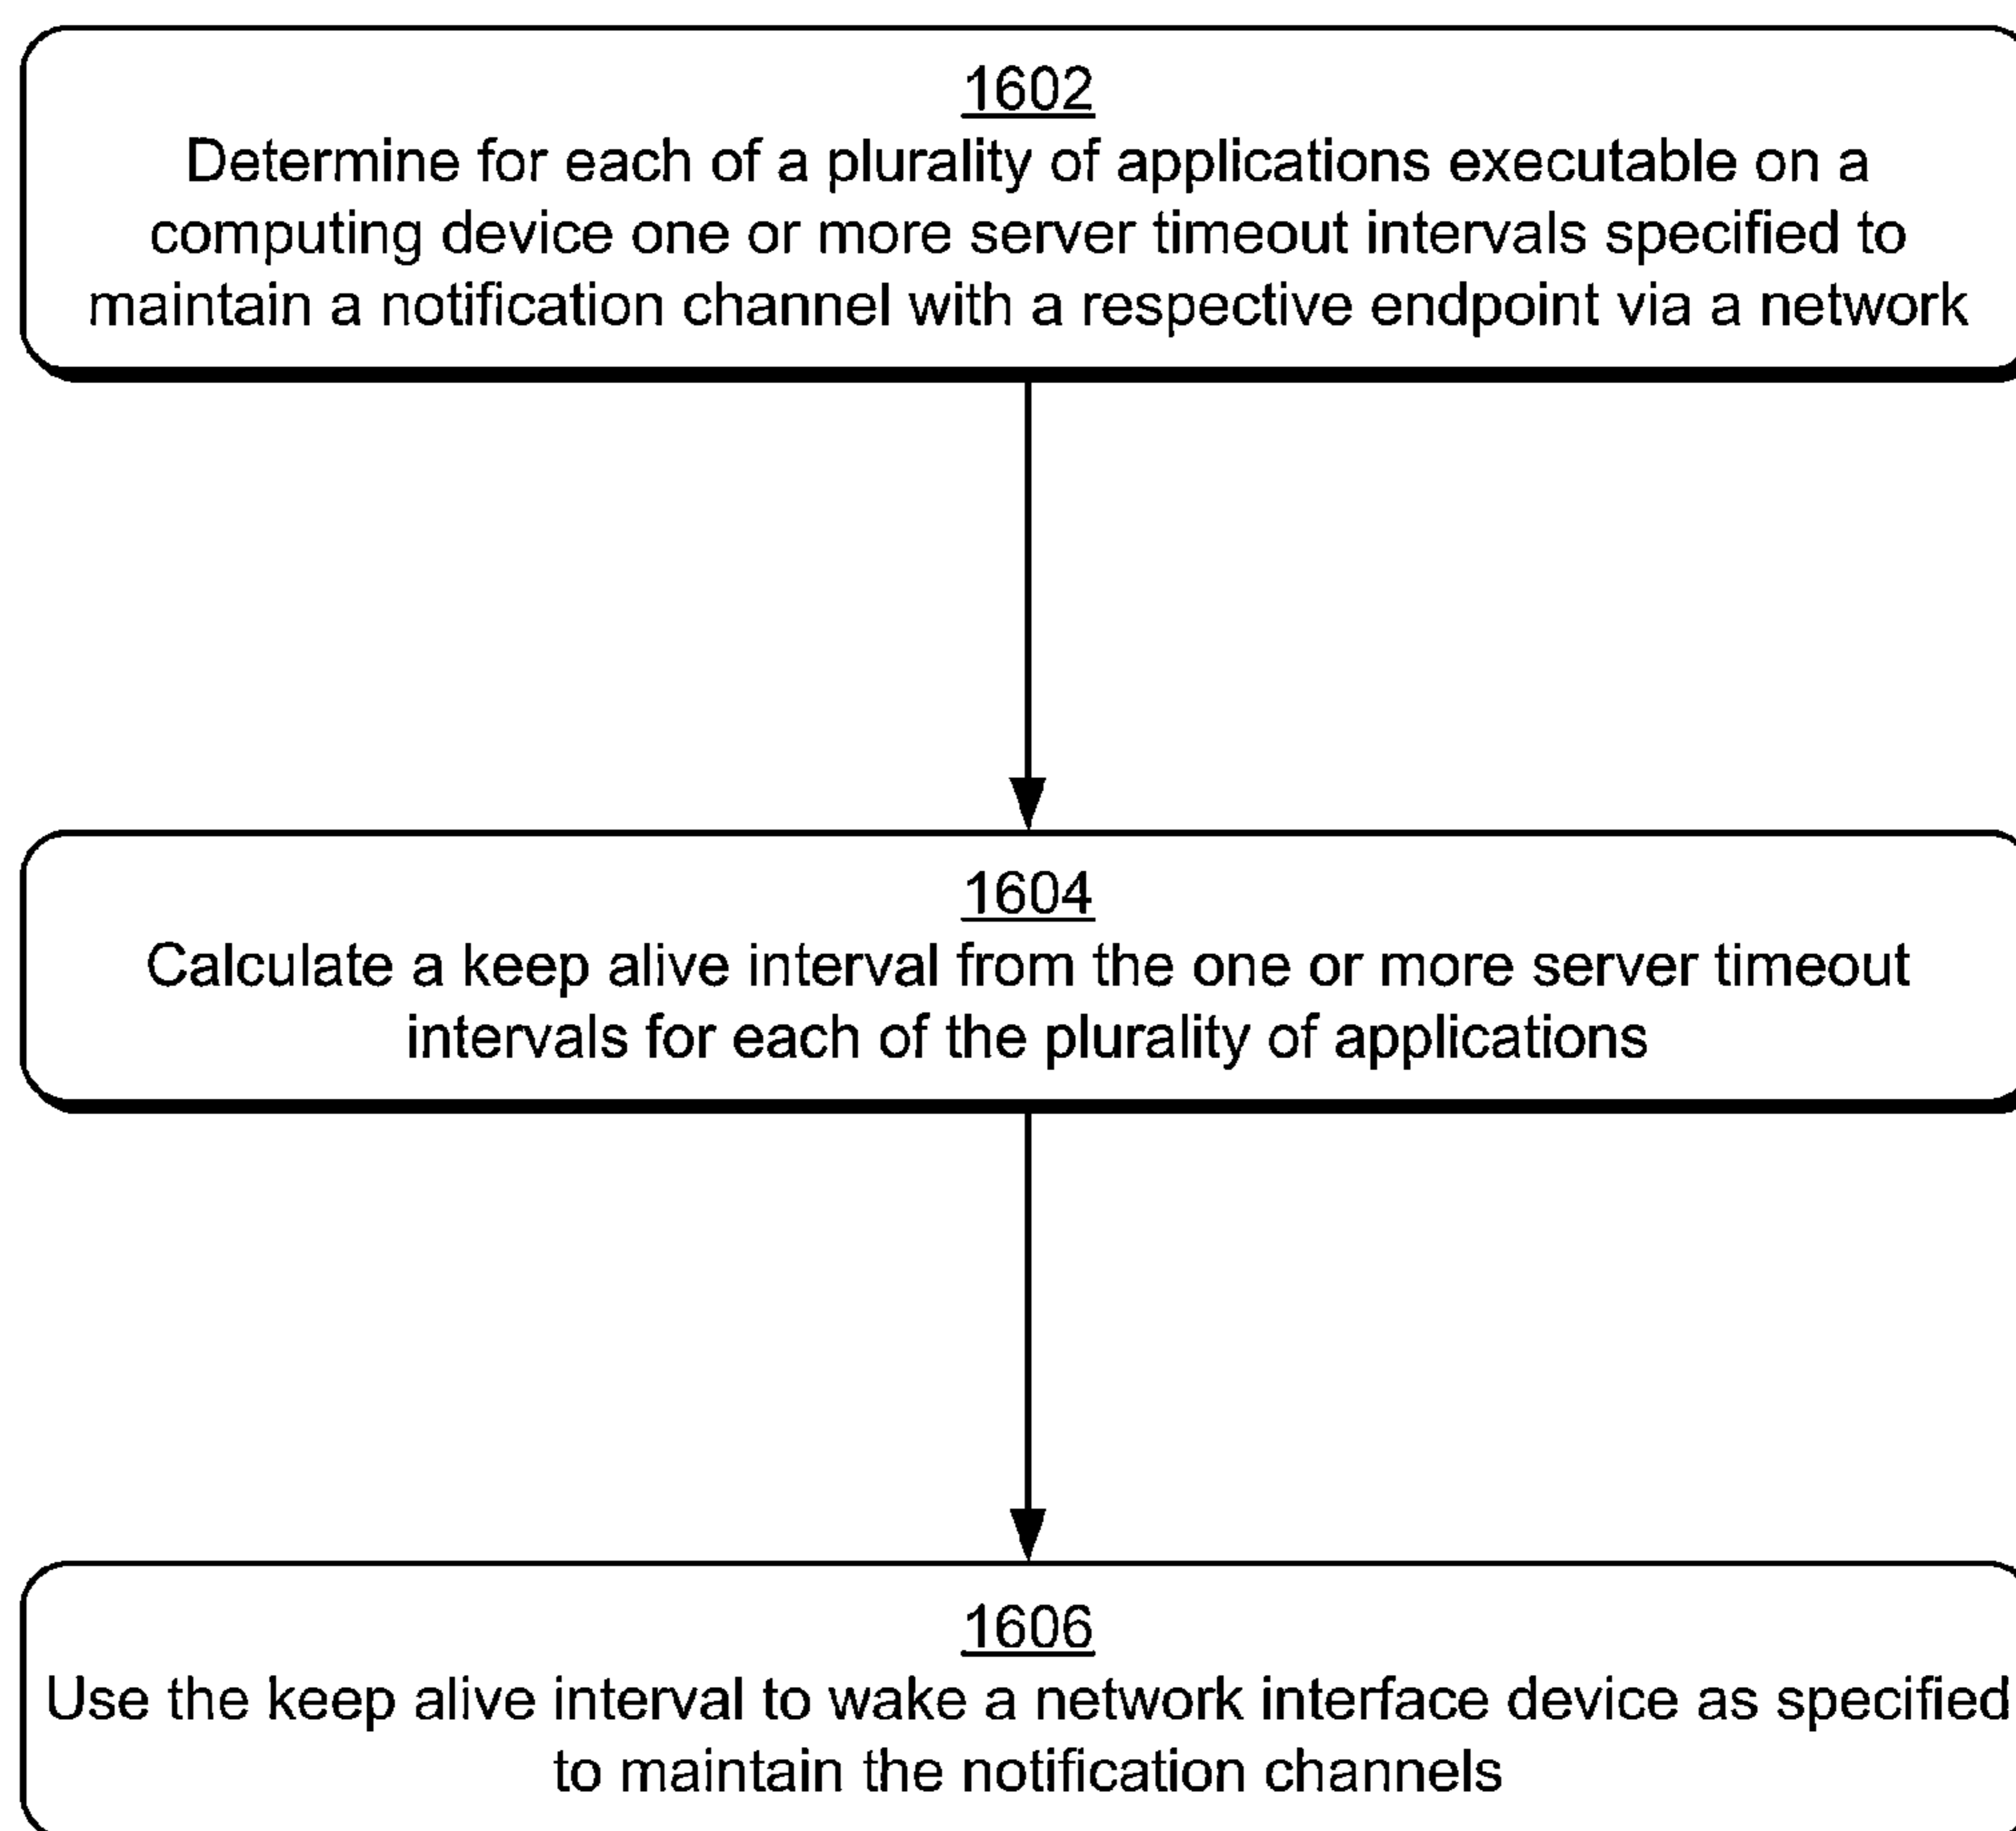 1602
Determine for each of a plurality of applications executable on a
computing device one or more server timeout intervals specified to
maintain a notification channel with a respective endpoint via a network
1604
Calculate a keep alive interval from the one or more server timeout
intervals for each of the plurality of applications
1606
Use the keep alive interval to wake a network interface device as specified
to maintain the notification channels